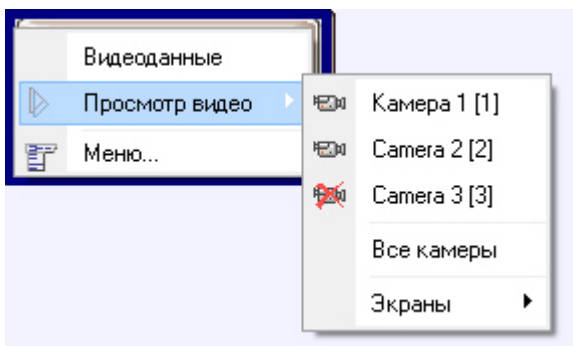 Видеоданные
Просмотр видео
Меню...
Камера 1 [1]
Camera 2 [2]
Camera 3 [3]
Все камеры
Экраны